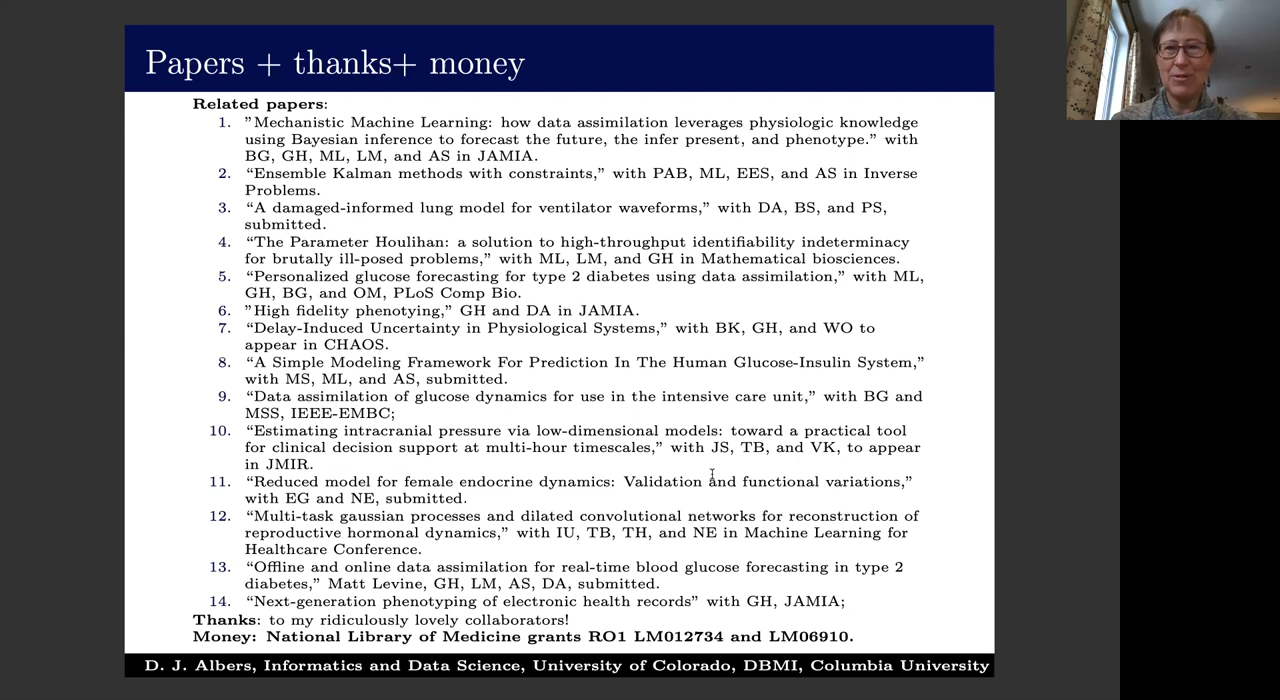 Papers + thanks+ money
Related papers:
1. "Mechanistic Machine Learning: how data assimilation leverages physiologic knowledge
using Bayesian inference to forecast the future, the infer present, and phenotype." with
BG, GH, ML, LM, and AS in JAMIA.
2. “Ensemble Kalman methods with constraints,” with PAB, ML, EES, and AS in Inverse
Problems.
3. “A damaged-informed lung model for ventilator waveforms,” with DA, BS, and PS,
submitted.
4. “The Parameter Houlihan: a solution to high-throughput identifiability indeterminacy
for brutally ill-posed problems,” with ML, LM, and GH in Mathematical biosciences.
5. “Personalized glucose forecasting for type 2 diabetes using data assimilation,” with ML,
GH, BG, and OM, PLoS Comp Bio.
6. ”High fidelity phenotying,” GH and DA in JAMIA.
7. “Delay-Induced Uncertainty in Physiological Systems,” with BK, GH, and WO to
appear in CHAOS.
8. “A Simple Modeling Framework For Prediction In The Human Glucose-Insulin System,”
with MS, ML, and AS, submitted.
9. “Data assimilation of glucose dynamics for use in the intensive care unit,” with BG and
MSS, IEEE-EMBC;
10. “Estimating intracranial pressure via low-dimensional models: toward a practical tool
for clinical decision support at multi-hour timescales,” with JS, TB, and VK, to appear
in JMIR.
11. “Reduced model for female endocrine dynamics: Validation and functional variations,”
with EG and NE, submitted.
12. “Multi-task gaussian processes and dilated convolutional networks for reconstruction of
reproductive hormonal dynamics,” with IU, TB, TH, and NE in Machine Learning for
Healthcare Conference.
13. “Offline and online data assimilation for real-time blood glucose forecasting in type 2
diabetes,” Matt Levine, GH, LM, AS, DA, submitted.
14. “Next-generation phenotyping of electronic health records” with GH, JAMIA;
Thanks: to my ridiculously lovely collaborators!
Money: National Library of Medicine grants RO1 LM012734 and LM06910.
D. J. Albers, Informatics and Data Science, University of Colorado, DBMI, Columbia University